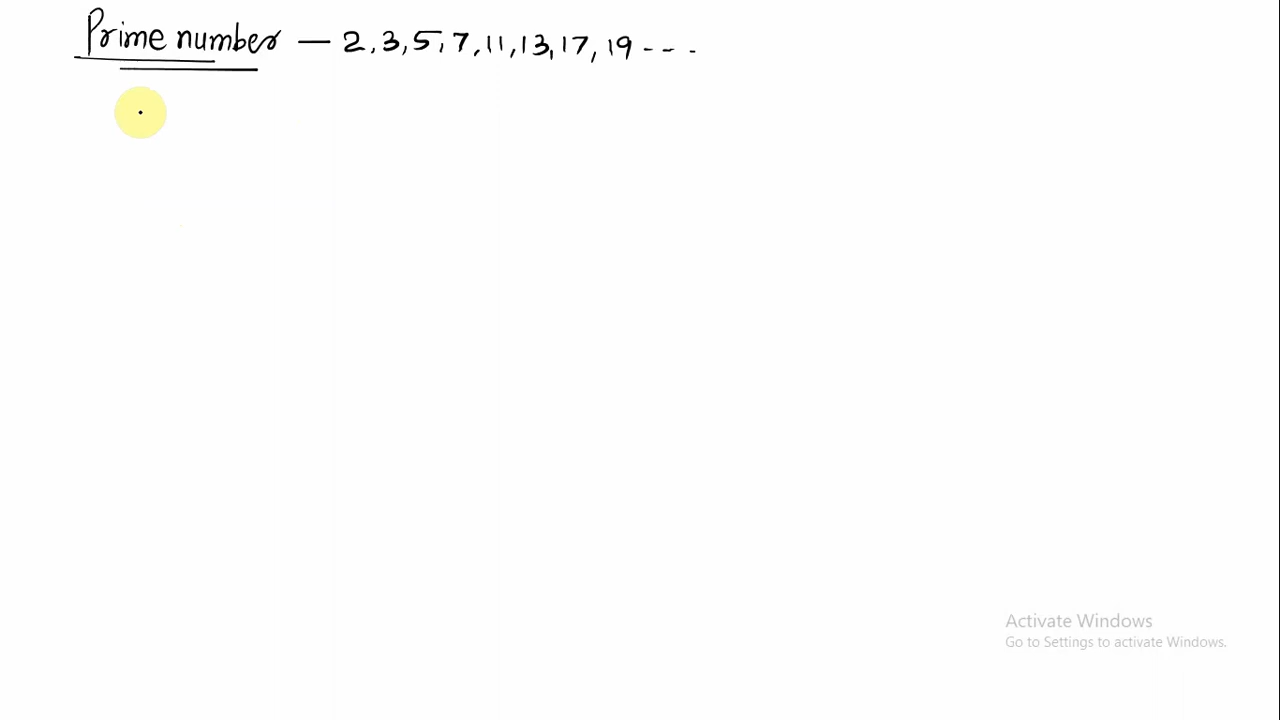 Prime number — 2, 3, 5, 7, 11, 13, 17, 19 - - -
Activate Windows
Go to Settings to activate Windows.